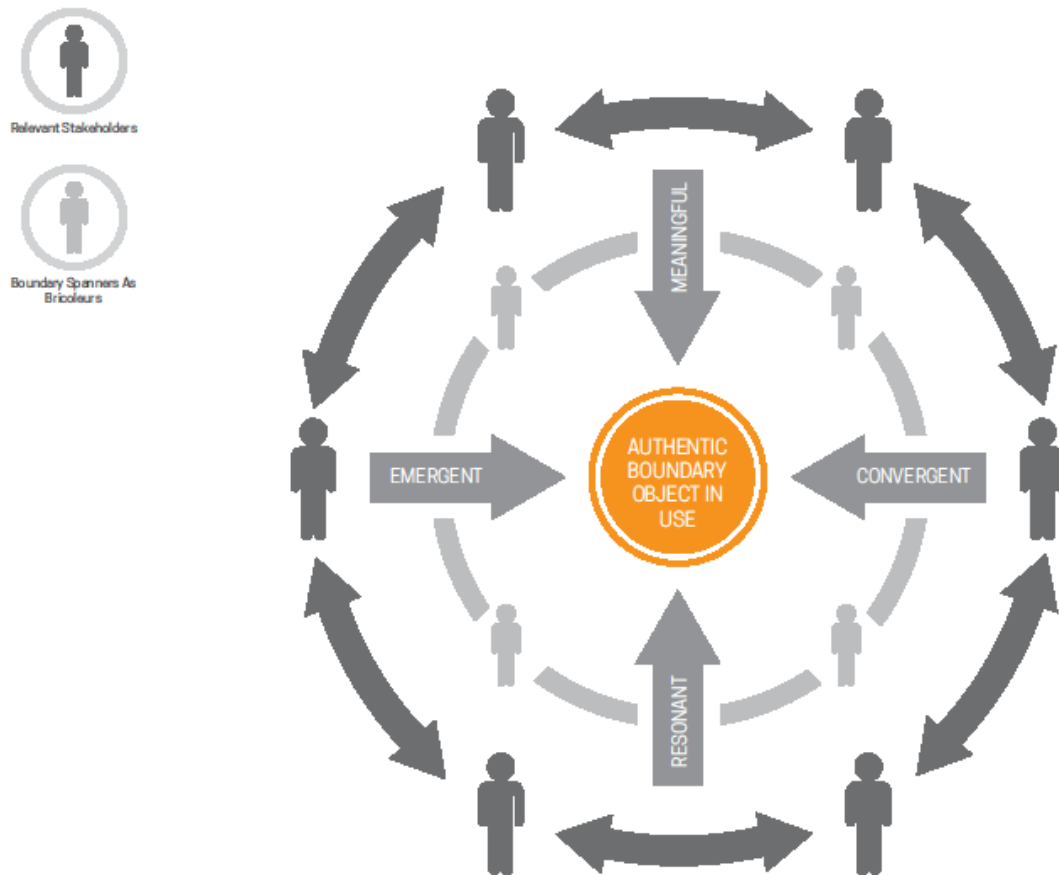 Relevant Stakeholders
Boundary Spanners As
Bricoleurs
MEANINGFUL
EMERGENT
AUTHENTIC
BOUNDARY
OBJECT IN
USE
CONVERGENT
RESONANT